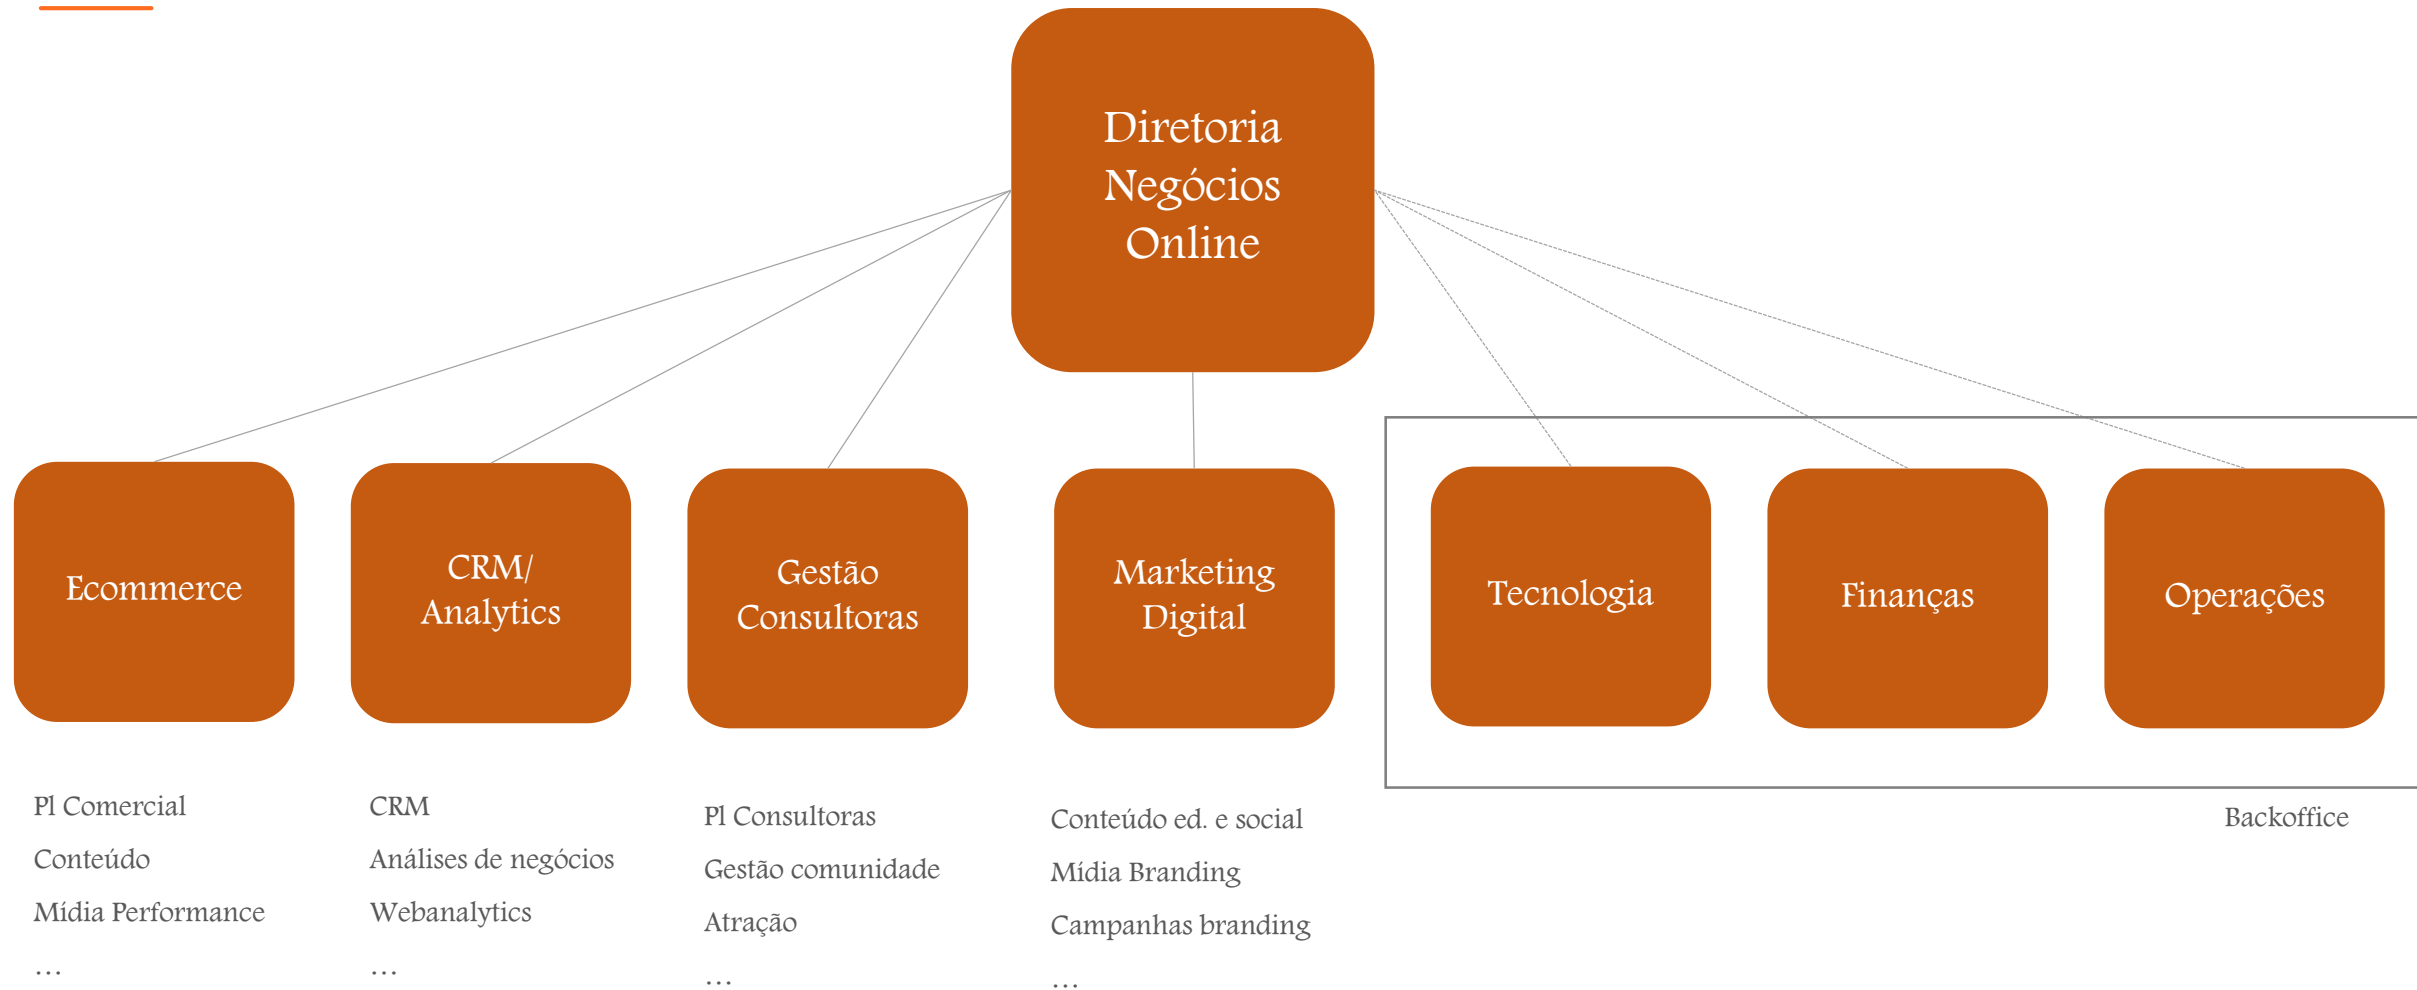 Diretoria
Negócios
Online
Ecommerce
CRM/
Analytics
Gestão
Consultoras
Marketing
Digital
Tecnologia
Finanças
Operações
Pl Comercial
Conteúdo
Mídia Performance
...
CRM
Análises de negócios
Webanalytics
...
Pl Consultoras
Gestão comunidade
Atração
...
Conteúdo ed. e social
Mídia Branding
Campanhas branding
...
Backoffice